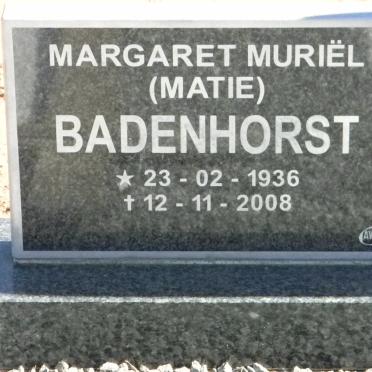 MARGARET MURIËL
(MATIE)
BADENHORST
★ 23 - 02 - 1936
† 12 - 11 - 2008